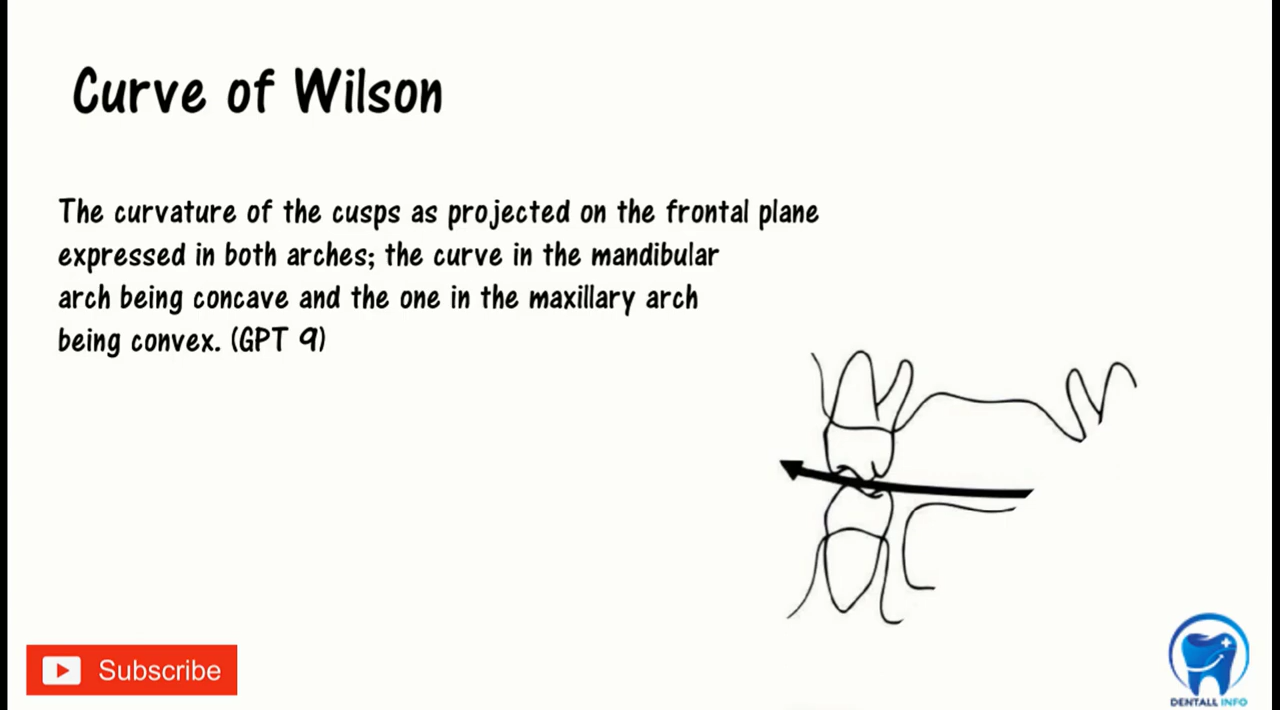 Curve of Wilson
The curvature of the cusps as projected on the frontal plane
expressed in both arches; the curve in the mandibular
arch being concave and the one in the maxillary arch
being convex. (GPT 9)
Subscribe
DENTALL INFO